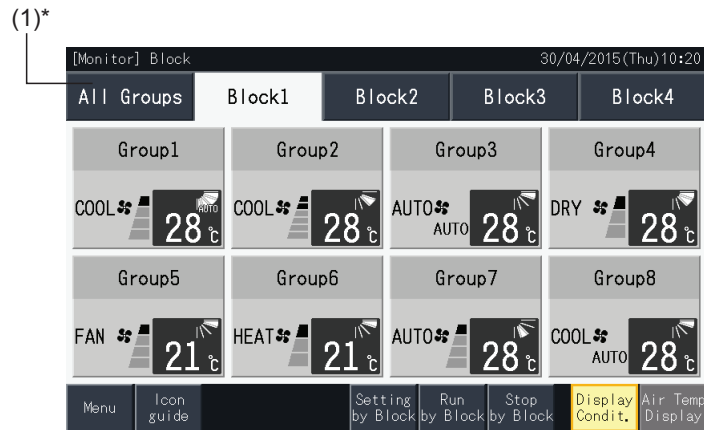 (1)*
[Monitor] Block 30/04/2015(Thu)10:20
All Groups Block1 Block2 Block3 Block4
Group1 Group2 Group3 Group4
COOL AUTO 28 ℃ COOL 28 ℃ AUTO AUTO 28 ℃ DRY 28 ℃
Group5 Group6 Group7 Group8
FAN 21 ℃ HEAT 21 ℃ AUTO 28 ℃ COOL AUTO 28 ℃
Menu Icon guide Setting by Block Run by Block Stop by Block Display Condit. Air Temp Display